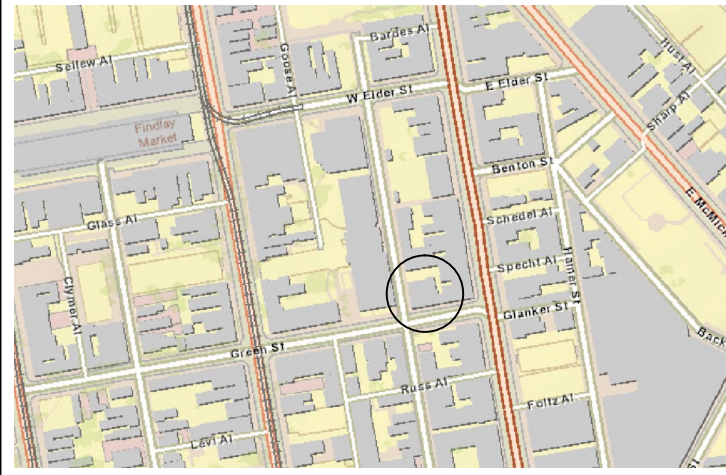 Bardes Al
Goose Al
Sellew Al
W Elder St
E Elder St
Hust Al
Sharp Al
Findlay
Market
Benton St
Glass Al
Schedel Al
Specht Al
Hamer St
Clymer Al
Glanker St
Green St
Back
Russ Al
Foltz Al
Levi Al